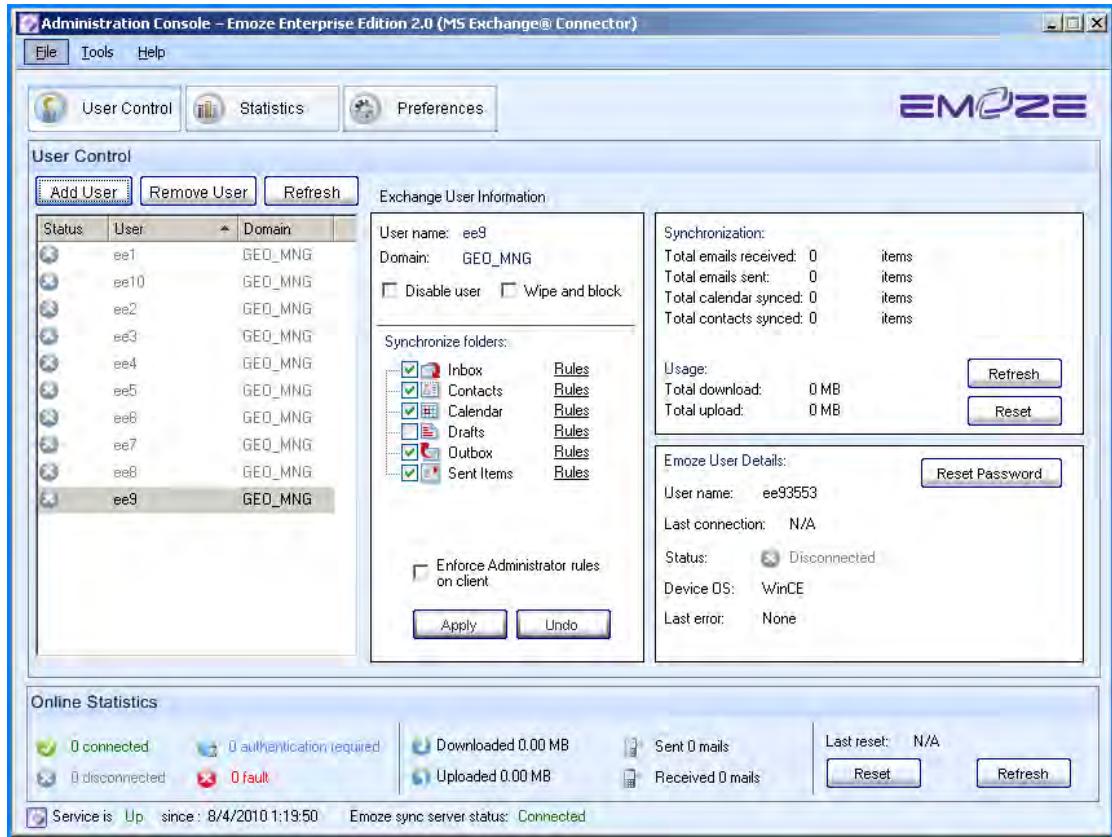 Administration Console – Emoze Enterprise Edition 2.0 (MS Exchange® Connector)
File Tools Help
User Control Statistics Preferences
EMOZE
User Control
Add User Remove User Refresh
Status User Domain
ee1 GEO_MNG
ee10 GEO_MNG
ee2 GEO_MNG
ee3 GEO_MNG
ee4 GEO_MNG
ee5 GEO_MNG
ee6 GEO_MNG
ee7 GEO_MNG
ee8 GEO_MNG
ee9 GEO_MNG
Exchange User Information
User name: ee9
Domain: GEO_MNG
Disable user Wipe and block
Synchronize folders:
Inbox Rules
Contacts Rules
Calendar Rules
Drafts Rules
Outbox Rules
Sent Items Rules
Enforce Administrator rules
on client
Apply Undo
Synchronization:
Total emails received: 0 items
Total emails sent: 0 items
Total calendar synced: 0 items
Total contacts synced: 0 items
Usage:
Total download: 0 MB
Total upload: 0 MB
Refresh
Reset
Emoze User Details:
Reset Password
User name: ee93553
Last connection: N/A
Status: Disconnected
Device OS: WinCE
Last error: None
Online Statistics
0 connected 0 authentication required Downloaded 0.00 MB Sent 0 mails Last reset: N/A
0 disconnected 0 fault Uploaded 0.00 MB Received 0 mails Reset Refresh
Service is Up since : 8/4/2010 1:19:50 Emoze sync server status: Connected